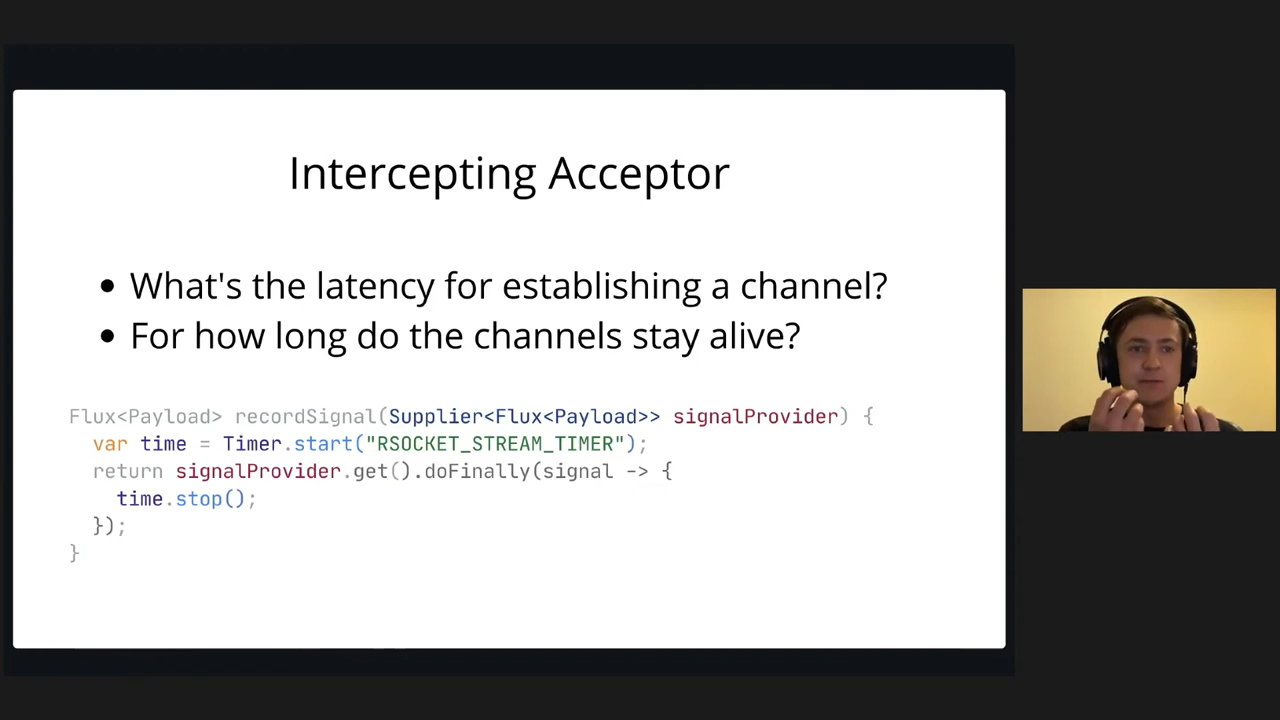 Intercepting Acceptor
• What's the latency for establishing a channel?
• For how long do the channels stay alive?
Flux<Payload> recordSignal(Supplier<Flux<Payload>> signalProvider) {
  var time = Timer.start("RSOCKET_STREAM_TIMER");
  return signalProvider.get().doFinally(signal -> {
    time.stop();
  });
}